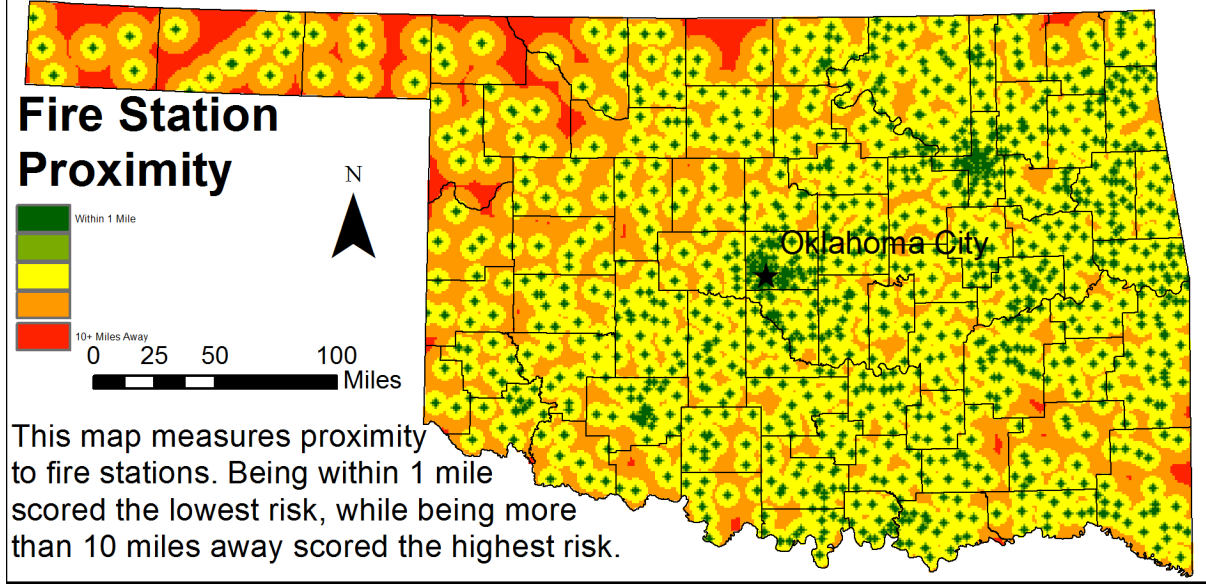 Fire Station
Proximity
N
Within 1 Mile
10+ Miles Away
0 25 50 100
Miles
Oklahoma City
This map measures proximity
to fire stations. Being within 1 mile
scored the lowest risk, while being more
than 10 miles away scored the highest risk.